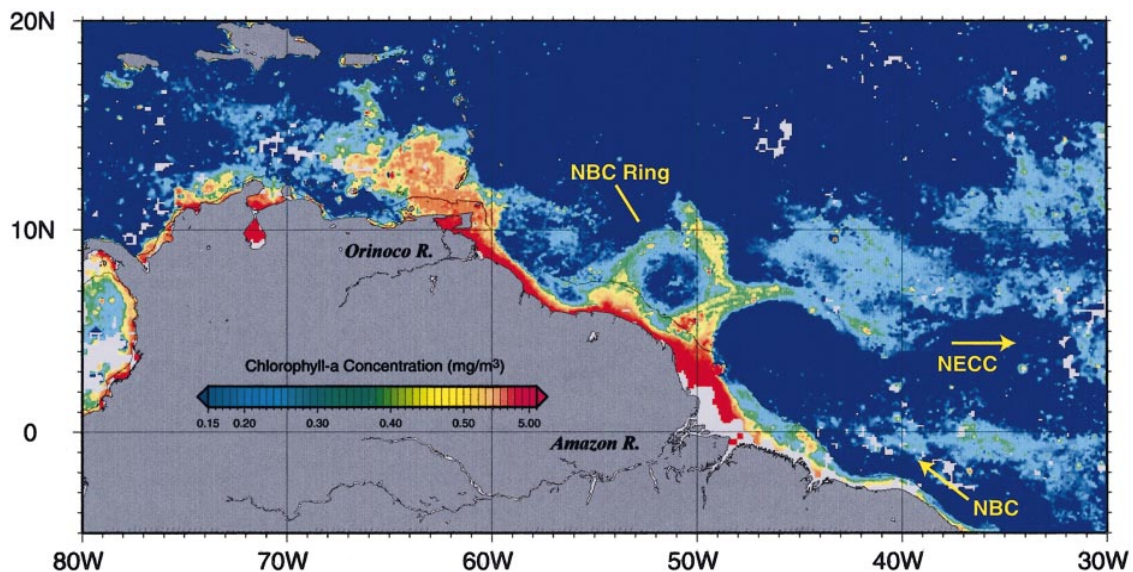 20N
NBC Ring
10N
Orinoco R.
NECC
Chlorophyll-a Concentration (mg/m³)
0.15 0.20 0.30 0.40 0.50 5.00
0
Amazon R.
NBC
80W 70W 60W 50W 40W 30W